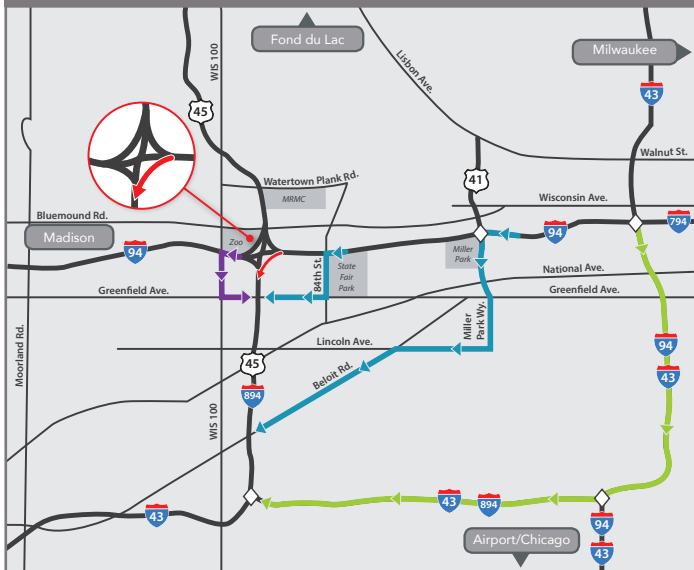 Fond du Lac
Milwaukee
WIS 100
Lisbon Ave.
43
45
Walnut St.
41
Watertown Plank Rd.
MRMC
Wisconsin Ave.
Bluemound Rd.
794
Madison
Zoo
94
94
Miller
Park
State
Fair
Park
84th St.
National Ave.
Greenfield Ave.
Greenfield Ave.
Moorland Rd.
Miller
Park Wy.
Lincoln Ave.
94
45
Beloit Rd.
43
894
WIS 100
43
43
894
94
Airport/Chicago
43